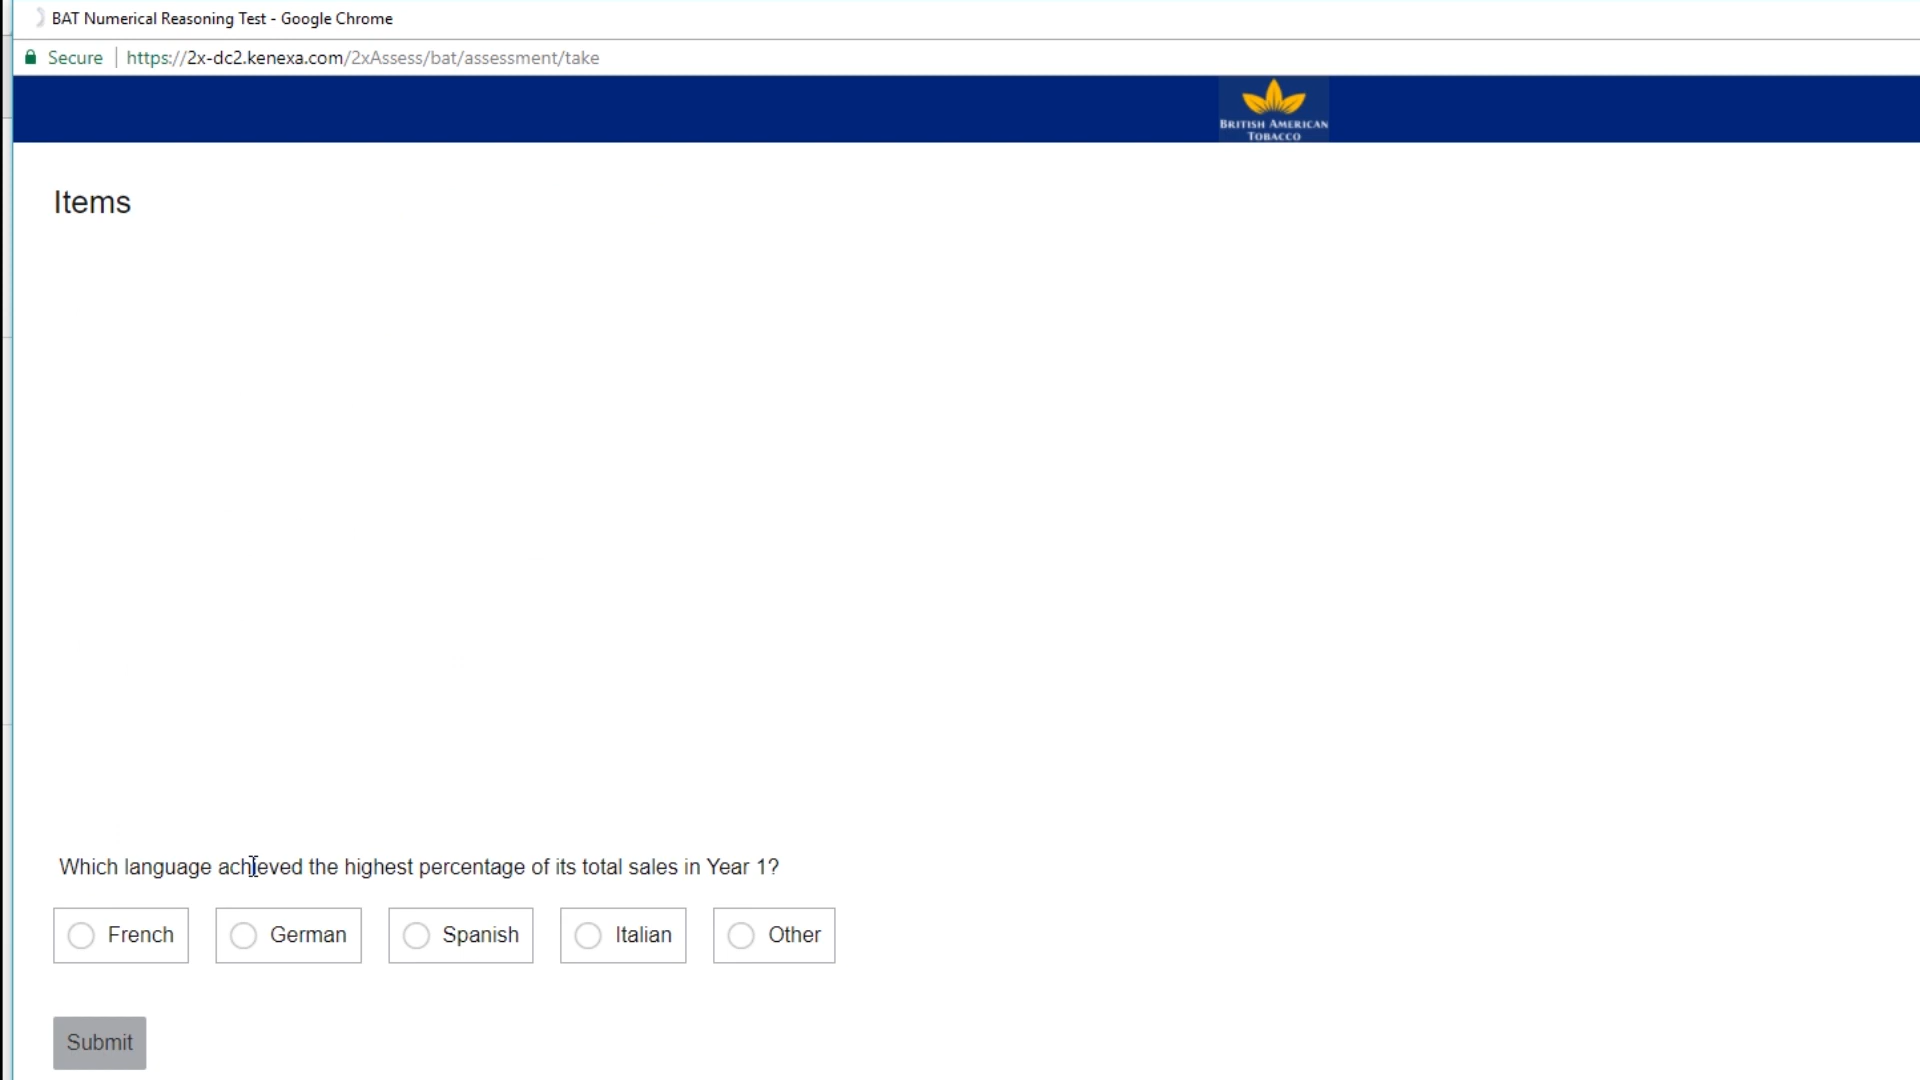 BAT Numerical Reasoning Test - Google Chrome
Secure | https://2x-dc2.kenexa.com/2xAssess/bat/assessment/take
BRITISH AMERICAN
TOBACCO
Items
Which language achieved the highest percentage of its total sales in Year 1?
French German Spanish Italian Other
Submit